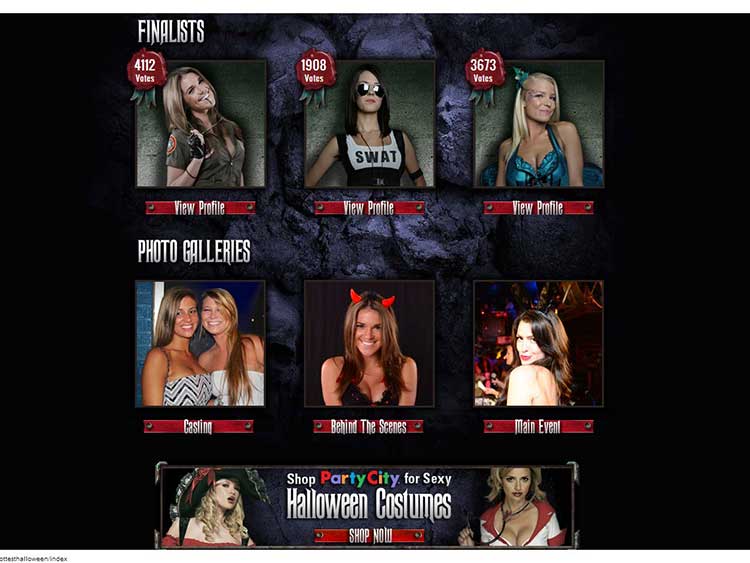 FINALISTS
4112
Votes
1908
Votes
3673
Votes
SWAT
View Profile
View Profile
View Profile
PHOTO GALLERIES
Casting
Behind The Scenes
Main Event
Shop PartyCity for Sexy
Halloween Costumes
SHOP NOW
ottesthalloween/index